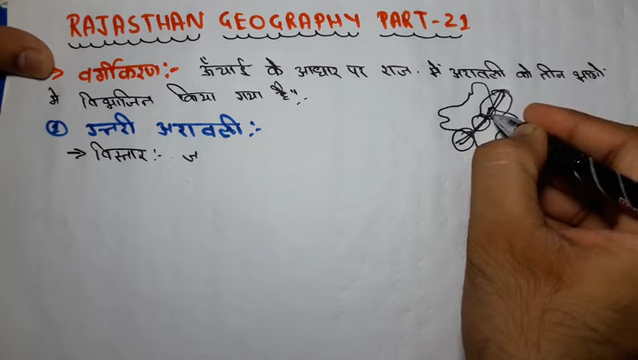 RAJASTHAN GEOGRAPHY PART-21
→ वर्गीकरण:- ऊँचाई के आधार पर राज. में अरावली को तीन भागों
में विभाजित किया गया है":-
① उत्तरी अरावली:-
→ विस्तार:- ज